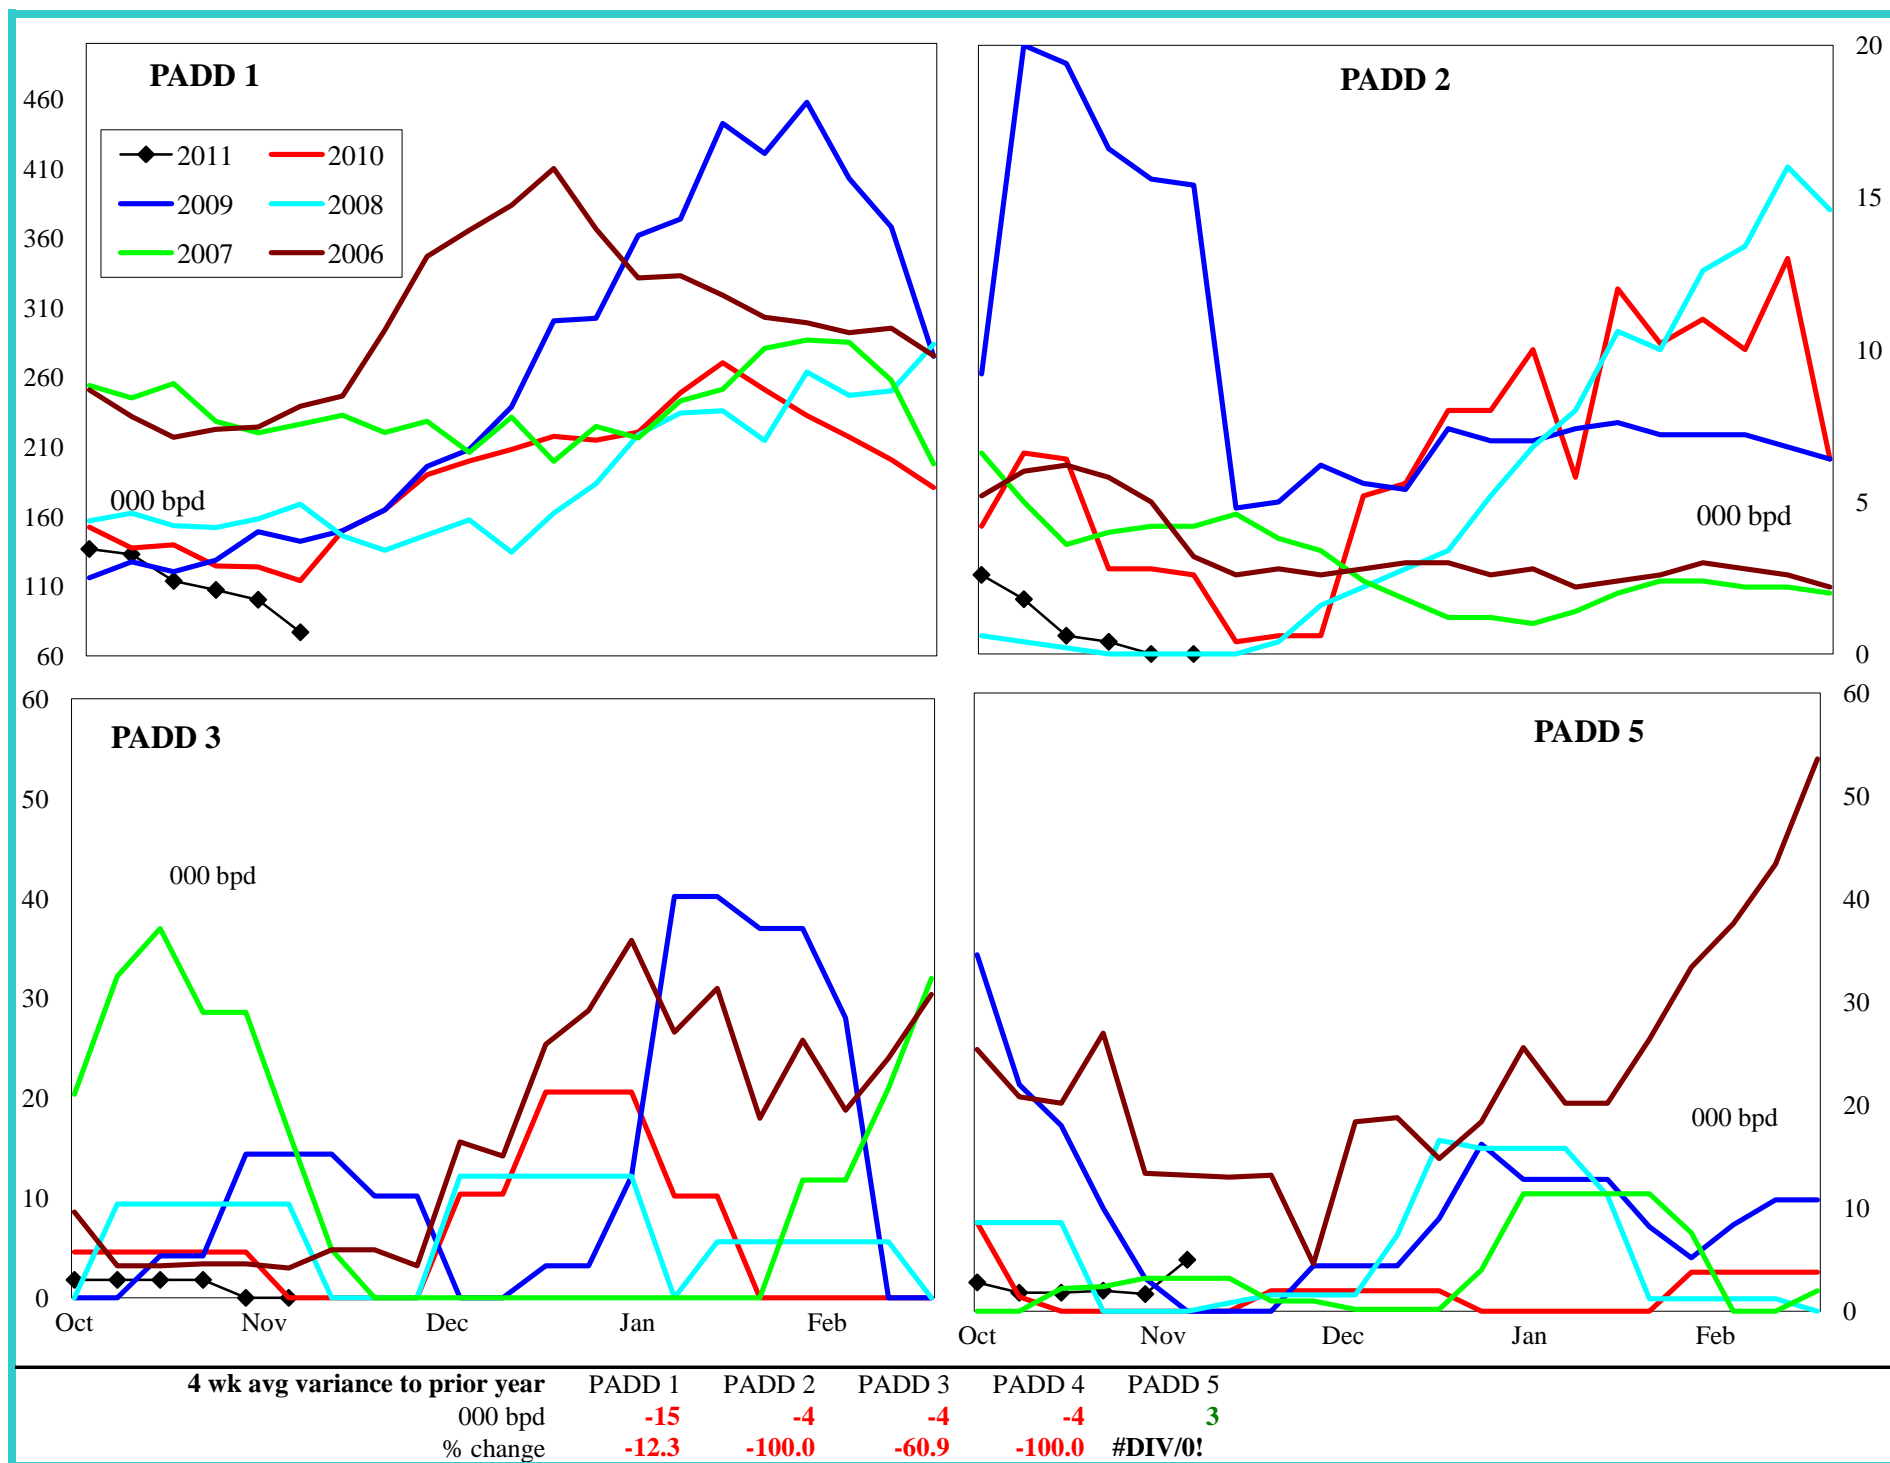 PADD 1
460
410
360
310
260
210
160
110
60
2011 2010
2009 2008
2007 2006
000 bpd
PADD 2
20
15
10
5
0
000 bpd
PADD 3
60
50
40
30
20
10
0
000 bpd
Oct Nov Dec Jan Feb
PADD 5
60
50
40
30
20
10
0
000 bpd
Oct Nov Dec Jan Feb
4 wk avg variance to prior year PADD 1 PADD 2 PADD 3 PADD 4 PADD 5
000 bpd -15 -4 -4 -4 3
% change -12.3 -100.0 -60.9 -100.0 #DIV/0!